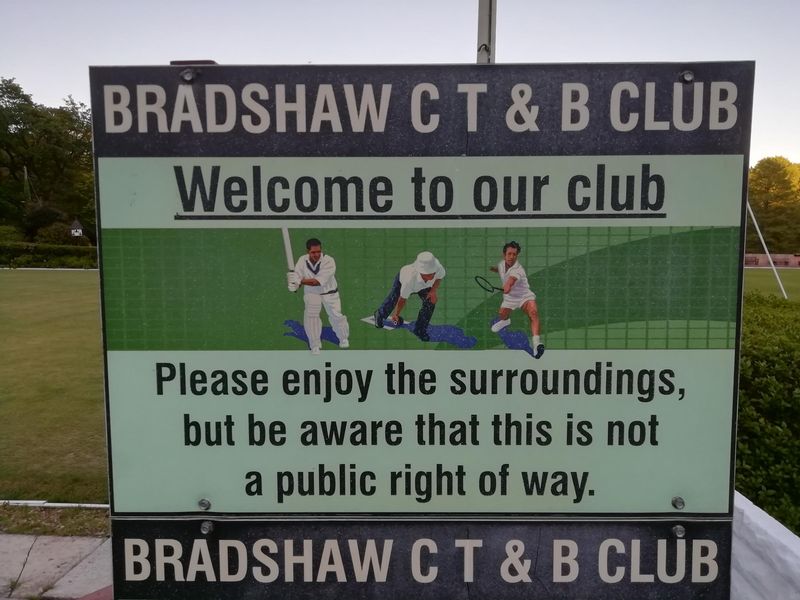 BRADSHAW C T & B CLUB
Welcome to our club
Please enjoy the surroundings,
but be aware that this is not
a public right of way.
BRADSHAW C T & B CLUB